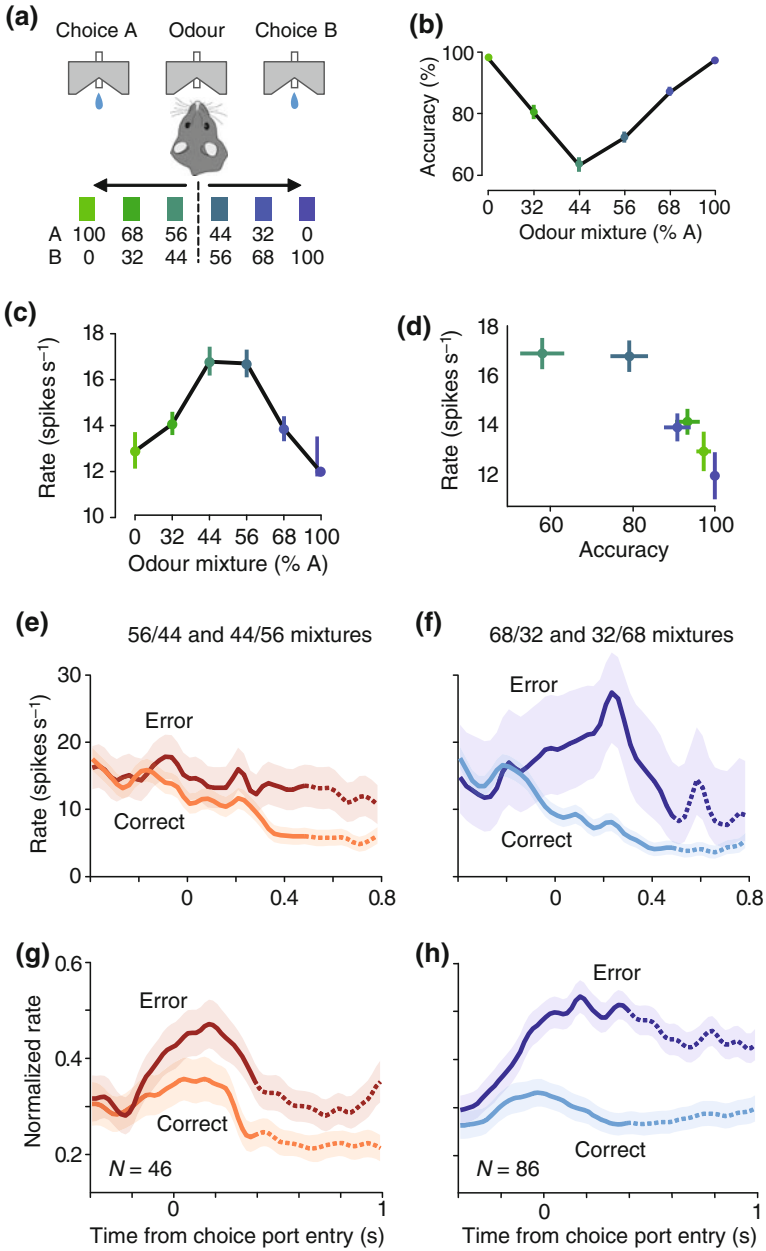 (a)
Choice A Odour Choice B
A 100 68 56 44 32 0
B 0 32 44 56 68 100
(b)
Accuracy (%)
100
80
60
0 32 44 56 68 100
Odour mixture (% A)
(c)
Rate (spikes s⁻¹)
18
16
14
12
10
0 32 44 56 68 100
Odour mixture (% A)
(d)
Rate (spikes s⁻¹)
18
16
14
12
60 80 100
Accuracy
(e)
56/44 and 44/56 mixtures
Rate (spikes s⁻¹)
30
20
10
0
Error
Correct
0 0.4 0.8
(f)
68/32 and 32/68 mixtures
Error
Correct
0 0.4 0.8
(g)
Normalized rate
0.6
0.4
0.2
Error
Correct
N = 46
0 1
Time from choice port entry (s)
(h)
Error
Correct
N = 86
0 1
Time from choice port entry (s)